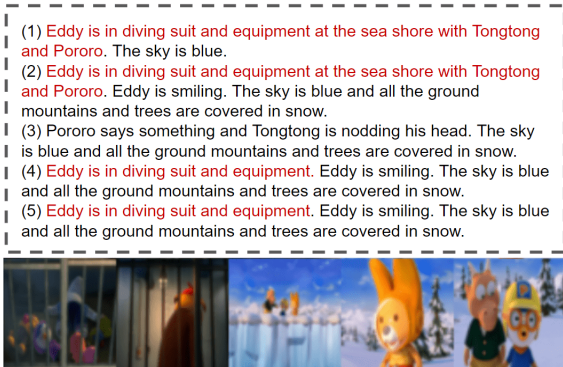 (1) Eddy is in diving suit and equipment at the sea shore with Tongtong
and Pororo. The sky is blue.
(2) Eddy is in diving suit and equipment at the sea shore with Tongtong
and Pororo. Eddy is smiling. The sky is blue and all the ground
mountains and trees are covered in snow.
(3) Pororo says something and Tongtong is nodding his head. The sky
is blue and all the ground mountains and trees are covered in snow.
(4) Eddy is in diving suit and equipment. Eddy is smiling. The sky is blue
and all the ground mountains and trees are covered in snow.
(5) Eddy is in diving suit and equipment. Eddy is smiling. The sky is blue
and all the ground mountains and trees are covered in snow.